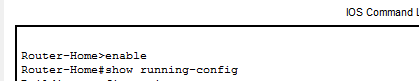 IOS Command L
Router-Home>enable
Router-Home#show running-config